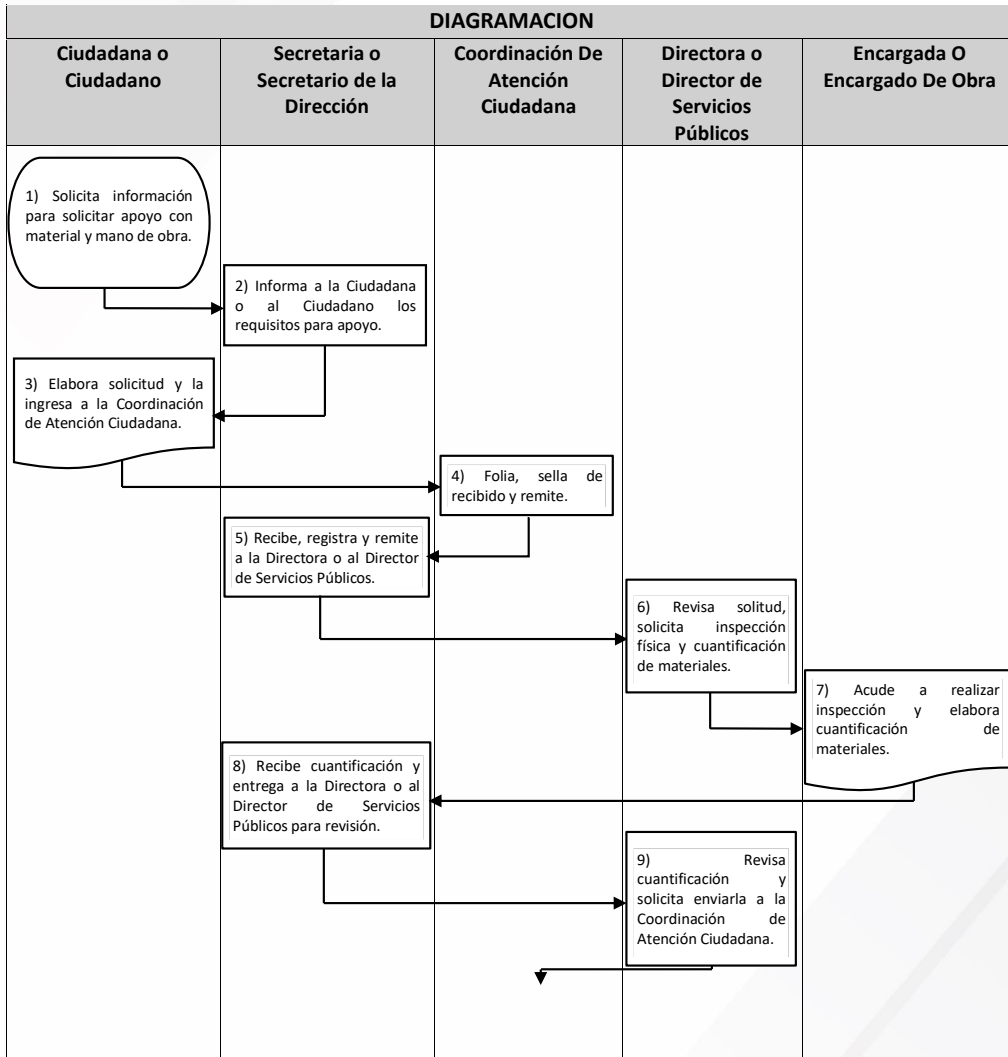 DIAGRAMACION
Ciudadana o
Ciudadano
Secretaria o
Secretario de la
Dirección
Coordinación De
Atención
Ciudadana
Directora o
Director de
Servicios
Públicos
Encargada O
Encargado De Obra
1) Solicita información
para solicitar apoyo con
material y mano de obra.
2) Informa a la Ciudadana
o al Ciudadano los
requisitos para apoyo.
3) Elabora solicitud y la
ingresa a la Coordinación
de Atención Ciudadana.
4) Folia, sella de
recibido y remite.
5) Recibe, registra y remite
a la Directora o al Director
de Servicios Públicos.
6) Revisa solitud,
solicita inspección
física y cuantificación
de materiales.
7) Acude a realizar
inspección y elabora
cuantificación de
materiales.
8) Recibe cuantificación y
entrega a la Directora o al
Director de Servicios
Públicos para revisión.
9) Revisa
cuantificación y
solicita enviarla a la
Coordinación de
Atención Ciudadana.